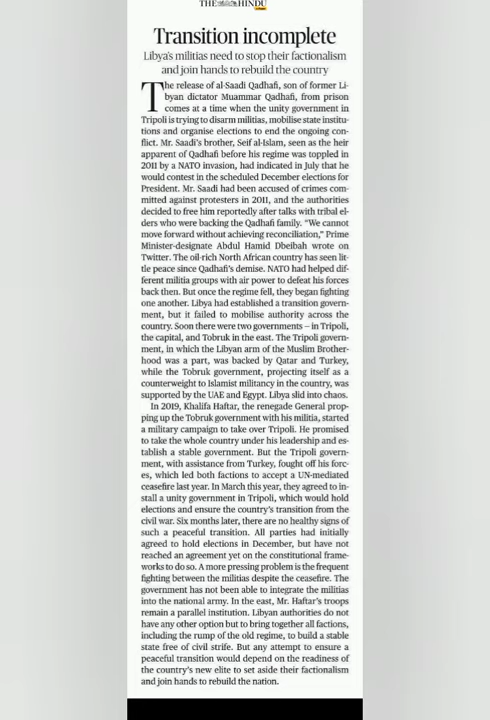 THE HINDU
Transition incomplete
Libya's militias need to stop their factionalism
and join hands to rebuild the country
The release of al-Saadi Qadhafi, son of former Li-
byan dictator Muammar Qadhafi, from prison
comes at a time when the unity government in
Tripoli is trying to disarm militias, mobilise state institu-
tions and organise elections to end the ongoing con-
flict. Mr. Saadi's brother, Seif al-Islam, seen as the heir
apparent of Qadhafi before his regime was toppled in
2011 by a NATO invasion, had indicated in July that he
would contest in the scheduled December elections for
President. Mr. Saadi had been accused of crimes com-
mitted against protesters in 2011, and the authorities
decided to free him reportedly after talks with tribal el-
ders who were backing the Qadhafi family. “We cannot
move forward without achieving reconciliation,” Prime
Minister-designate Abdul Hamid Dbeibah wrote on
Twitter. The oil-rich North African country has seen lit-
tle peace since Qadhafi's demise. NATO had helped dif-
ferent militia groups with air power to defeat his forces
back then. But once the regime fell, they began fighting
one another. Libya had established a transition govern-
ment, but it failed to mobilise authority across the
country. Soon there were two governments – in Tripoli,
the capital, and Tobruk in the east. The Tripoli govern-
ment, in which the Libyan arm of the Muslim Brother-
hood was a part, was backed by Qatar and Turkey,
while the Tobruk government, projecting itself as a
counterweight to Islamist militancy in the country, was
supported by the UAE and Egypt. Libya slid into chaos.
In 2019, Khalifa Haftar, the renegade General prop-
ping up the Tobruk government with his militia, started
a military campaign to take over Tripoli. He promised
to take the whole country under his leadership and es-
tablish a stable government. But the Tripoli govern-
ment, with assistance from Turkey, fought off his forc-
es, which led both factions to accept a UN-mediated
ceasefire last year. In March this year, they agreed to in-
stall a unity government in Tripoli, which would hold
elections and ensure the country's transition from the
civil war. Six months later, there are no healthy signs of
such a peaceful transition. All parties had initially
agreed to hold elections in December, but have not
reached an agreement yet on the constitutional frame-
works to do so. A more pressing problem is the frequent
fighting between the militias despite the ceasefire. The
government has not been able to integrate the militias
into the national army. In the east, Mr. Haftar's troops
remain a parallel institution. Libyan authorities do not
have any other option but to bring together all factions,
including the rump of the old regime, to build a stable
state free of civil strife. But any attempt to ensure a
peaceful transition would depend on the readiness of
the country's new elite to set aside their factionalism
and join hands to rebuild the nation.